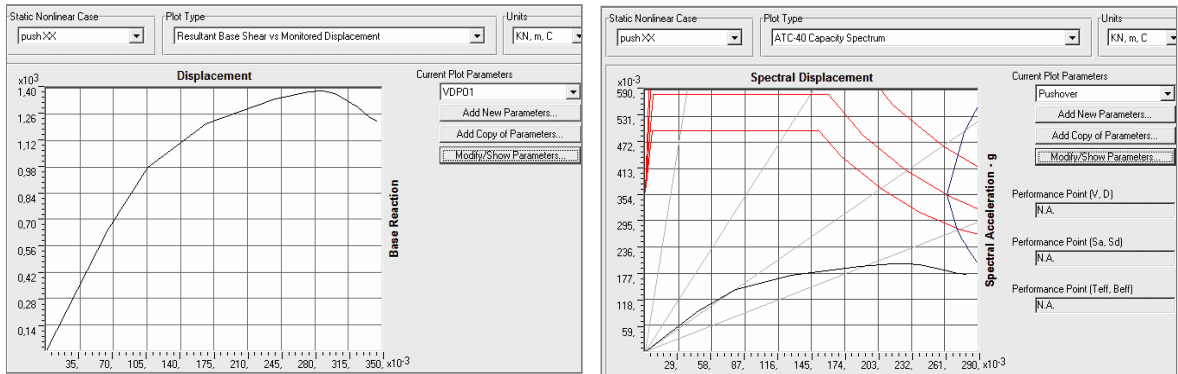 Static Nonlinear Case
Plot Type
Units
push XX
Resultant Base Shear vs Monitored Displacement
KN, m, C
Displacement
x10⁻³
1,40
1,26
1,12
0,98
0,84
0,70
0,56
0,42
0,28
0,14
35, 70, 105, 140, 175, 210, 245, 280, 315, 350, x10⁻³
Base Reaction
Current Plot Parameters
VDPO1
Add New Parameters...
Add Copy of Parameters...
Modify/Show Parameters...
Static Nonlinear Case
Plot Type
Units
push XX
ATC-40 Capacity Spectrum
KN, m, C
Spectral Displacement
x10⁻³
590,
531,
472,
413,
354,
295,
236,
177,
118,
59,
29, 58, 87, 116, 145, 174, 203, 232, 261, 290, x10⁻³
Spectral Acceleration - g
Current Plot Parameters
Pushover
Add New Parameters...
Add Copy of Parameters...
Modify/Show Parameters...
Performance Point (V, D)
N.A.
Performance Point (Sa, Sd)
N.A.
Performance Point (Teff, Beff)
N.A.